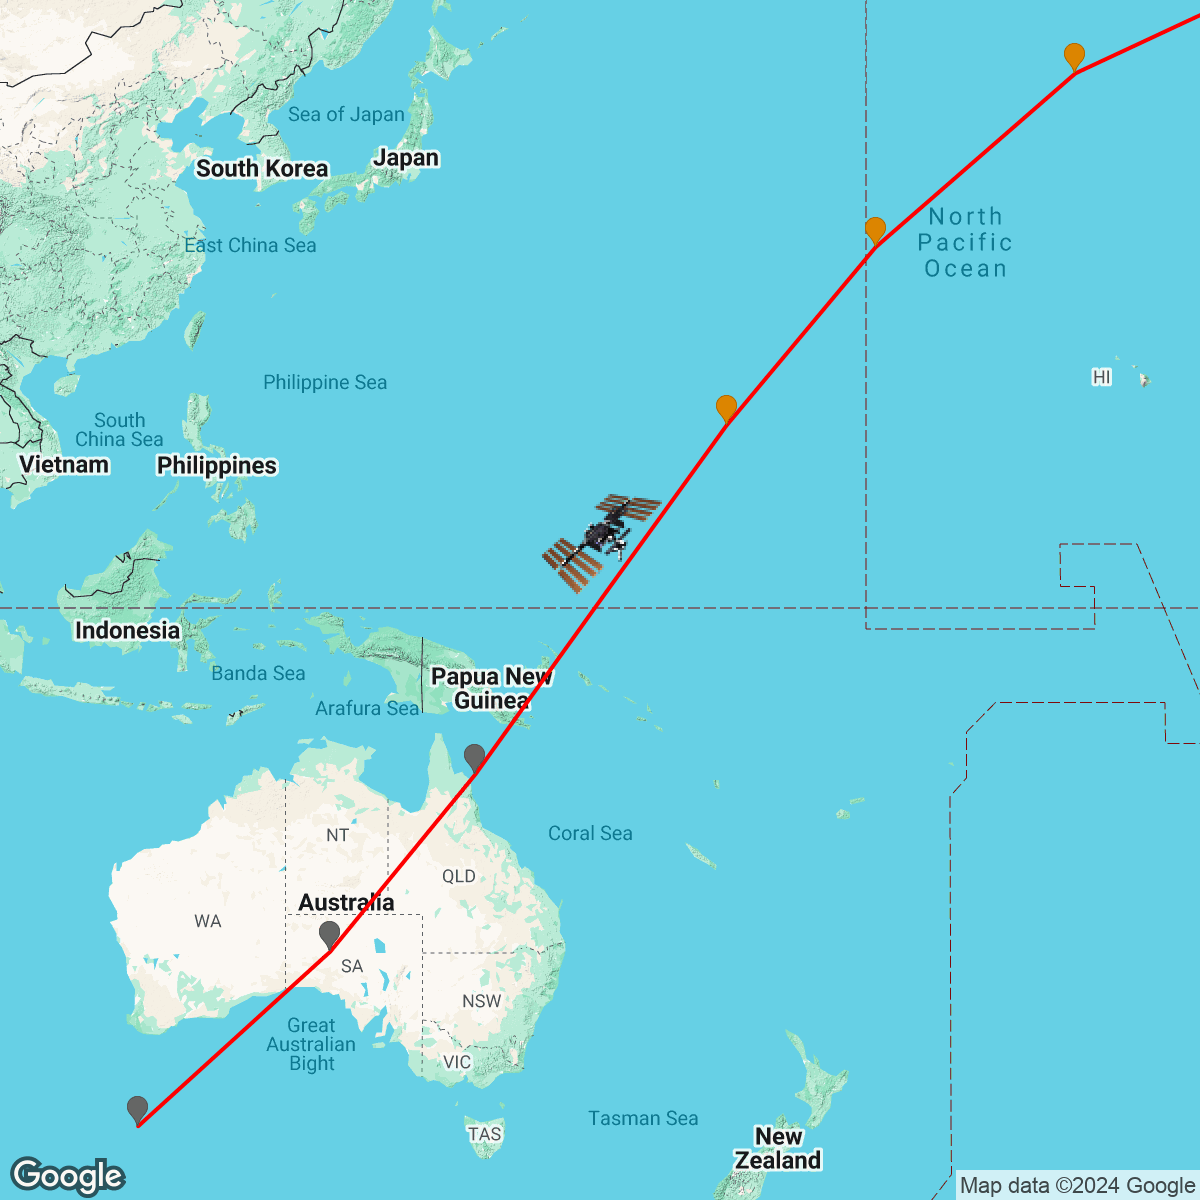 Sea of Japan
Japan
South Korea
North
Pacific
Ocean
East China Sea
HI
Philippine Sea
South
China Sea
Vietnam
Philippines
Indonesia
Banda Sea
Papua New
Guinea
Arafura Sea
NT
Coral Sea
QLD
Australia
WA
SA
NSW
Great
Australian
Bight
VIC
Tasman Sea
TAS
New
Zealand
Google
Map data ©2024 Google